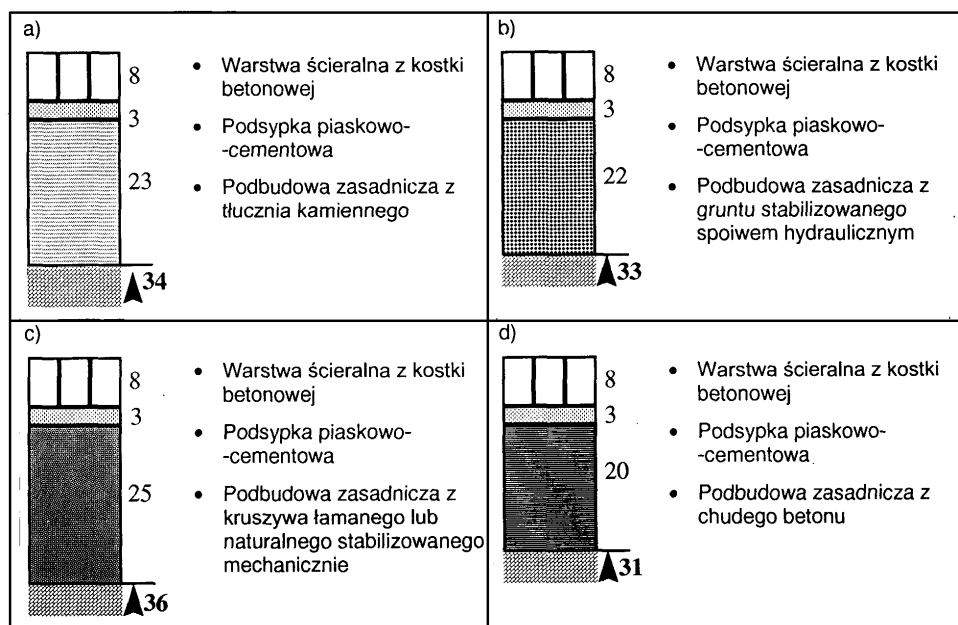 a)
8
3
23
34
• Warstwa ścieralna z kostki
betonowej
• Podsypka piaskowo-
-cementowa
• Podbudowa zasadnicza z
tłucznia kamiennego
b)
8
3
22
33
• Warstwa ścieralna z kostki
betonowej
• Podsypka piaskowo-
-cementowa
• Podbudowa zasadnicza z
gruntu stabilizowanego
spoiwem hydraulicznym
c)
8
3
25
36
• Warstwa ścieralna z kostki
betonowej
• Podsypka piaskowo-
-cementowa
• Podbudowa zasadnicza z
kruszywa łamanego lub
naturalnego stabilizowanego
mechanicznie
d)
8
3
20
31
• Warstwa ścieralna z kostki
betonowej
• Podsypka piaskowo-
-cementowa
• Podbudowa zasadnicza z
chudego betonu